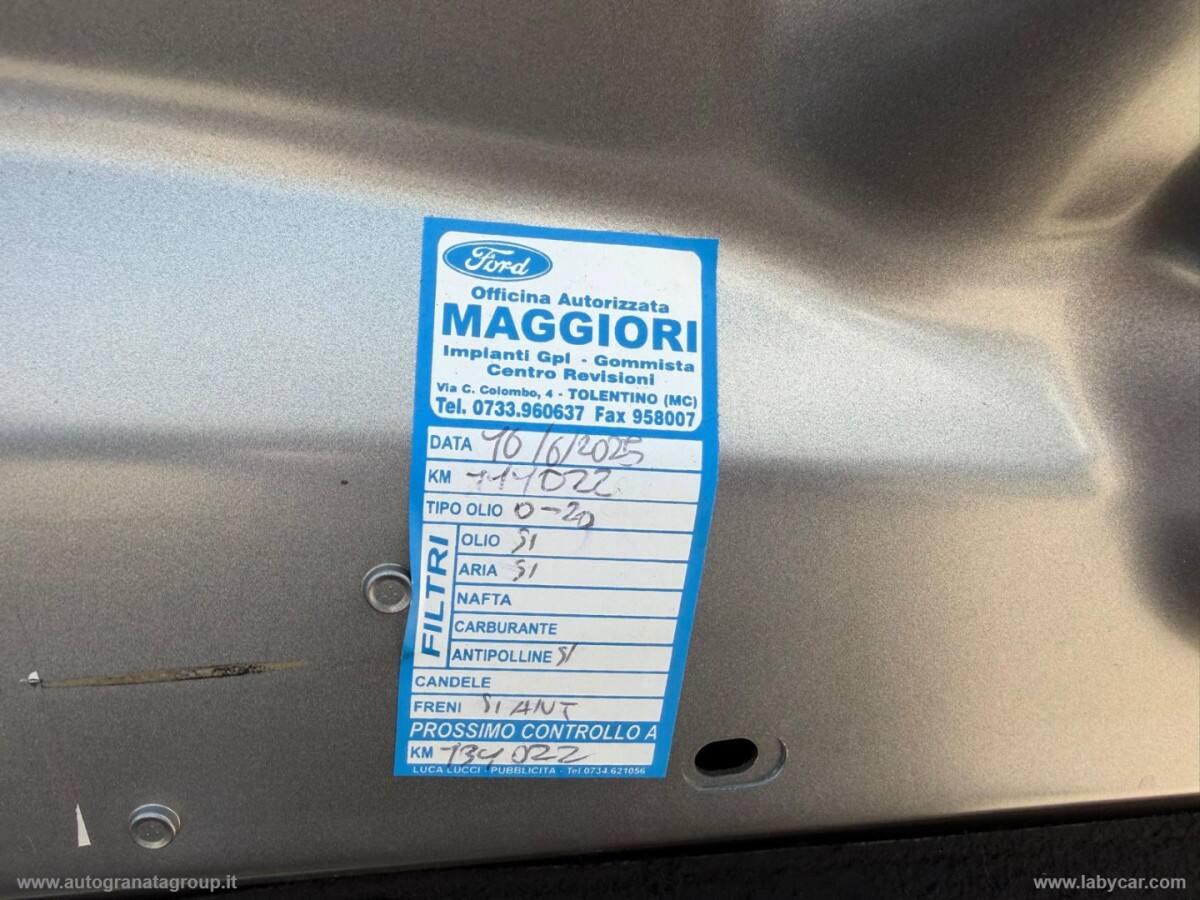 Ford
Officina Autorizzata
MAGGIORI
Impianti Gpl - Gommista
Centro Revisioni
Via C. Colombo, 4 - TOLENTINO (MC)
Tel. 0733.960637 Fax 958007
DATA 16/6/2025
KM 114022
TIPO OLIO 0-20
FILTRI
OLIO SI
ARIA SI
NAFTA
CARBURANTE
ANTIPOLLINE SI
CANDELE
FRENI SI ANT
PROSSIMO CONTROLLO A
KM 134022
LUCA LUCCI PUBBLICITA - Tel.0734.621056
www.autogranatagroup.it
www.labycar.com